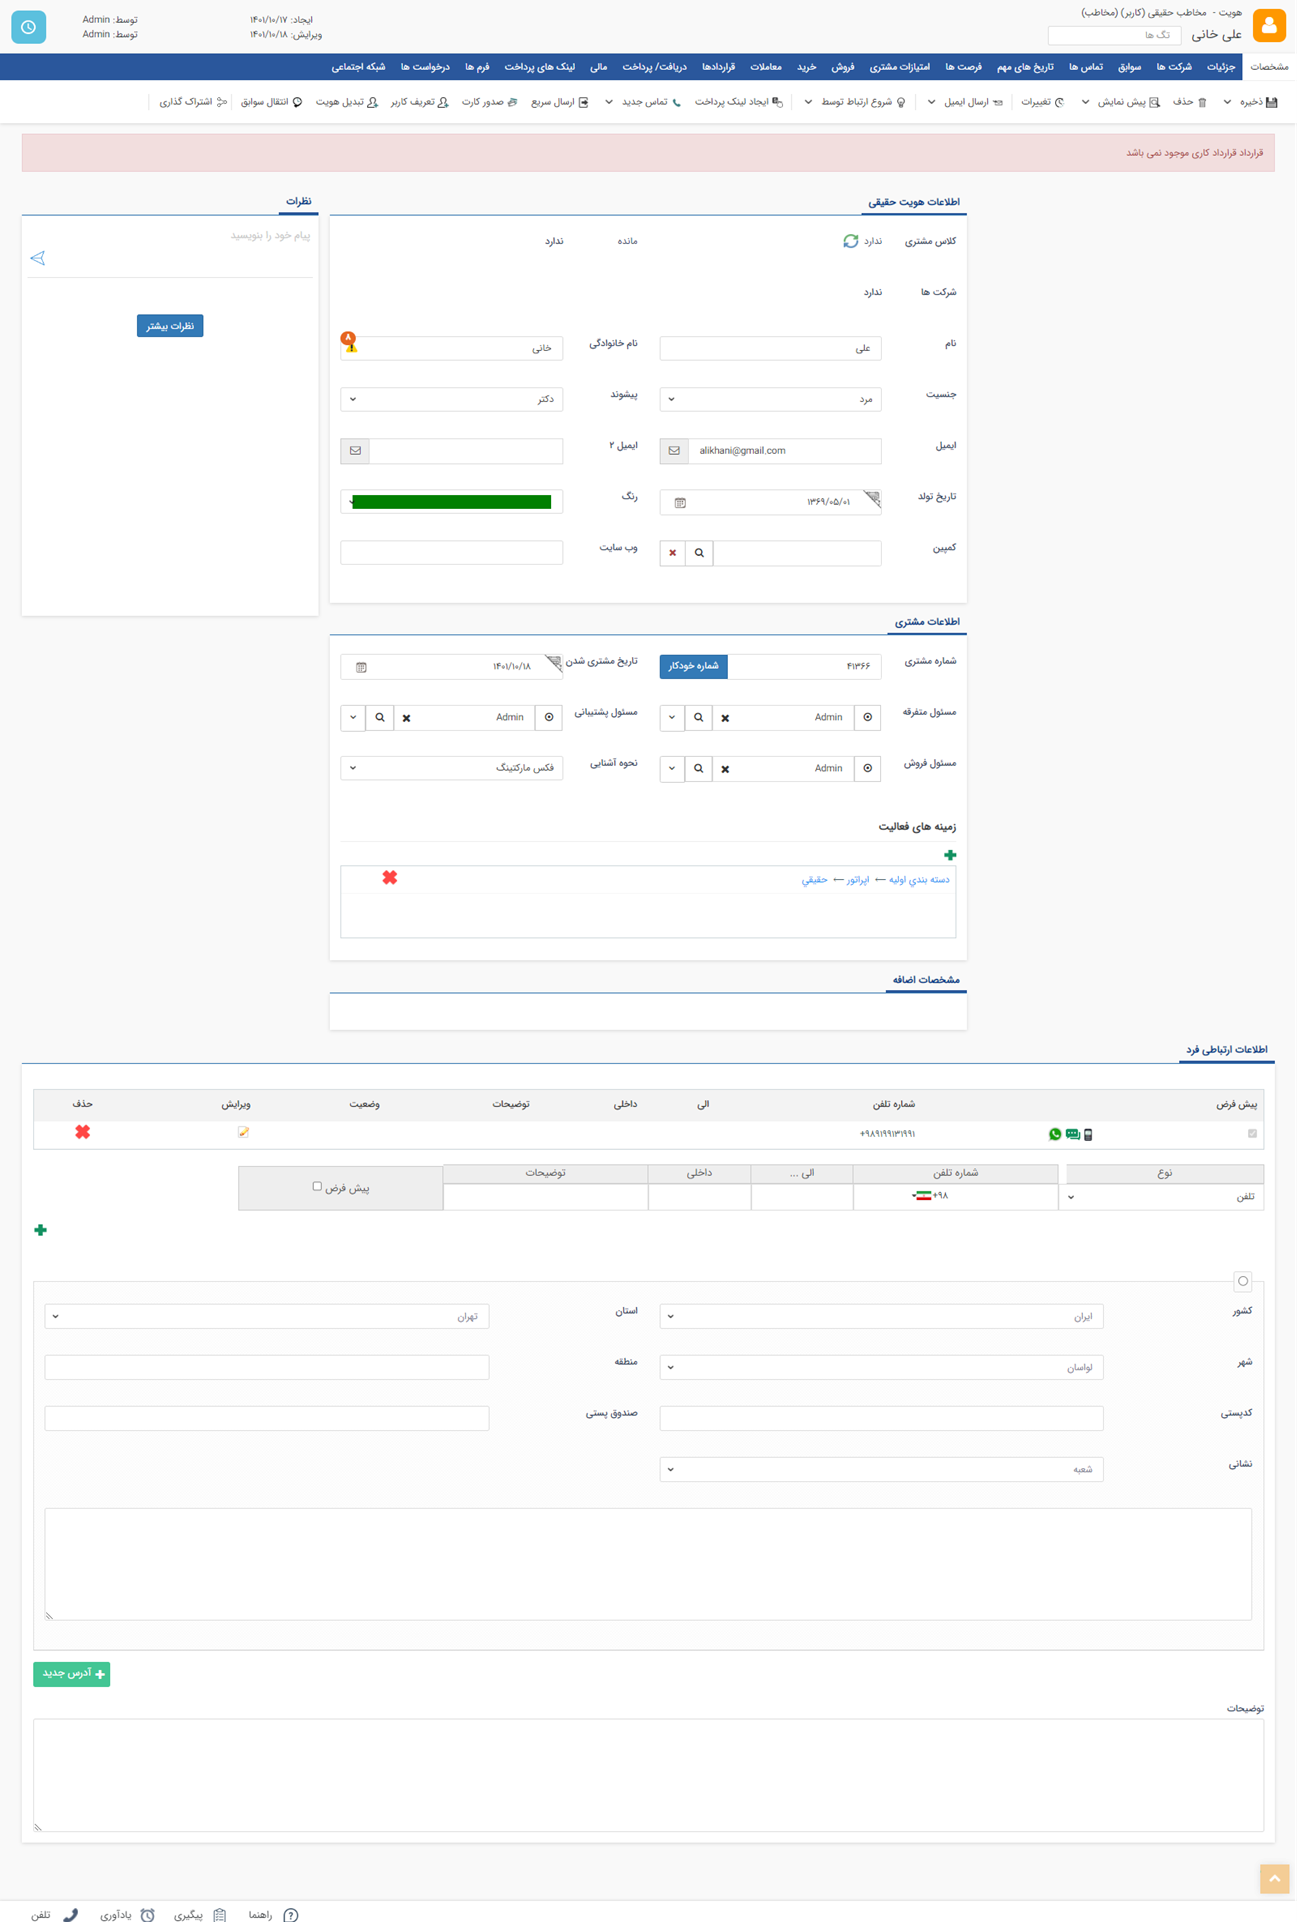 هویت - مخاطب حقیقی (کاربر) (مخاطب)
علی خانی
تگ ها
ایجاد: ۱۴۰۱/۱۰/۱۷ توسط: Admin
ویرایش: ۱۴۰۱/۱۰/۱۸ توسط: Admin
مشخصات جزئیات شرکت ها سوابق تماس ها تاریخ های مهم فرصت ها امتیازات مشتری فروش خرید معاملات قراردادها دریافت/ پرداخت مالی لینک های پرداخت فرم ها درخواست ها شبکه اجتماعی
ذخیره حذف پیش نمایش تغییرات ارسال ایمیل شروع ارتباط توسط ایجاد لینک پرداخت تماس جدید ارسال سریع صدور کارت تعریف کاربر تبدیل هویت انتقال سوابق اشتراک گذاری
قرارداد قرارداد کاری موجود نمی باشد
اطلاعات هویت حقیقی
کلاس مشتری ندارد مانده ندارد
شرکت ها ندارد
نام علی نام خانوادگی خانی ۸
جنسیت مرد پیشوند دکتر
ایمیل alikhani@gmail.com ایمیل ۲
تاریخ تولد ۱۳۶۹/۰۵/۰۱ رنگ
کمپین وب سایت
نظرات
پیام خود را بنویسید
نظرات بیشتر
اطلاعات مشتری
شماره مشتری ۴۱۳۶۶ شماره خودکار تاریخ مشتری شدن ۱۴۰۱/۱۰/۱۸
مسئول متفرقه Admin مسئول پشتیبانی Admin
مسئول فروش Admin نحوه آشنایی فکس مارکتینگ
زمینه های فعالیت
دسته بندي اوليه ← اپراتور ← حقيقي
مشخصات اضافه
اطلاعات ارتباطی فرد
پیش فرض شماره تلفن الی داخلی توضیحات وضعیت ویرایش حذف
+۹۸۹۱۹۹۱۳۱۹۹۱
نوع شماره تلفن الی ... داخلی توضیحات
تلفن +۹۸ پیش فرض
کشور ایران استان تهران
شهر لواسان منطقه
کدپستی صندوق پستی
نشانی شعبه
آدرس جدید
توضیحات
راهنما پیگیری یادآوری تلفن